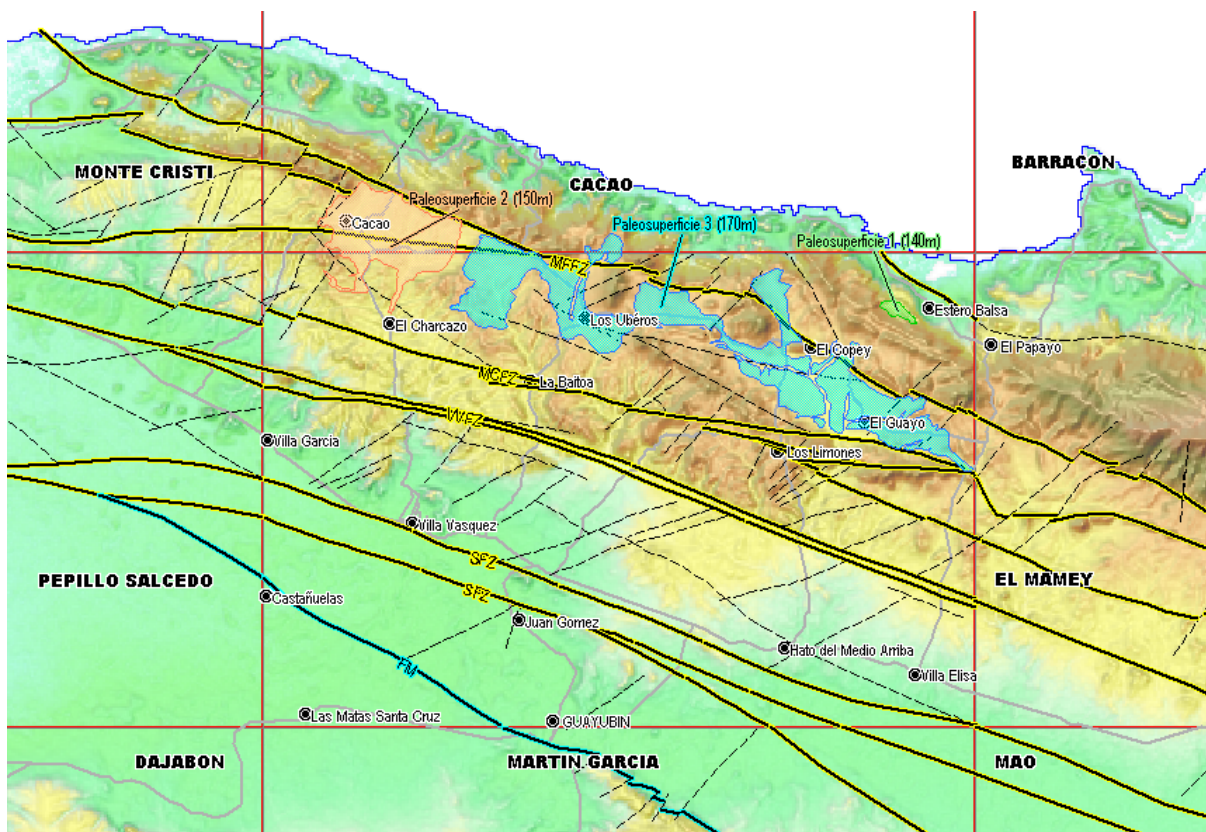 BARRACON
MONTE CRISTI
CACAO
Paleosuperficie 2 (150m)
Cacao
Paleosuperficie 3 (170m)
Paleosuperficie 1 (140m)
MFFZ
Estero Balsa
Los Ubéros
El Charcazo
El Papayo
El Copey
MCFZ
La Baitoa
VVFZ
El Guayo
Villa Garcia
Los Limones
Villa Vasquez
SFZ
PEPILLO SALCEDO
EL MAMEY
SFZ
Castañuelas
Juan Gomez
Hato del Medio Arriba
FM
Villa Elisa
Las Matas Santa Cruz
GUAYUBIN
DAJABON
MARTIN GARCIA
MAO